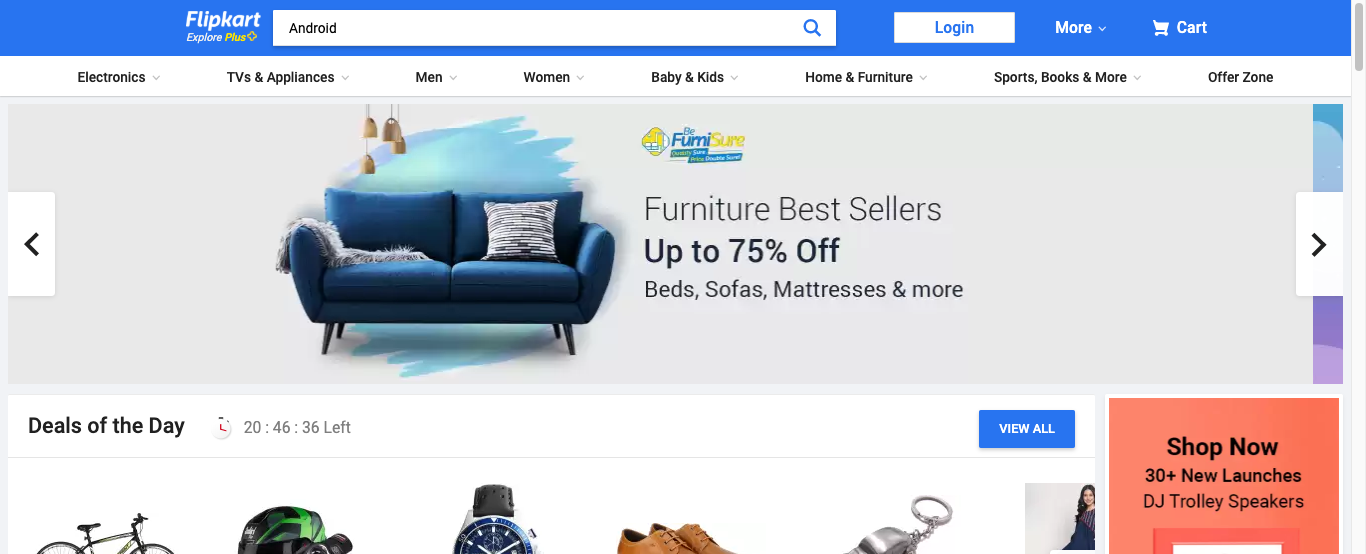 Flipkart
Explore Plus
Android
Login
More
Cart
Electronics
TVs & Appliances
Men
Women
Baby & Kids
Home & Furniture
Sports, Books & More
Offer Zone
Be
FurniSure
Quality Sure
Price Double Sure!
Furniture Best Sellers
Up to 75% Off
Beds, Sofas, Mattresses & more
Deals of the Day
20 : 46 : 36 Left
VIEW ALL
Shop Now
30+ New Launches
DJ Trolley Speakers